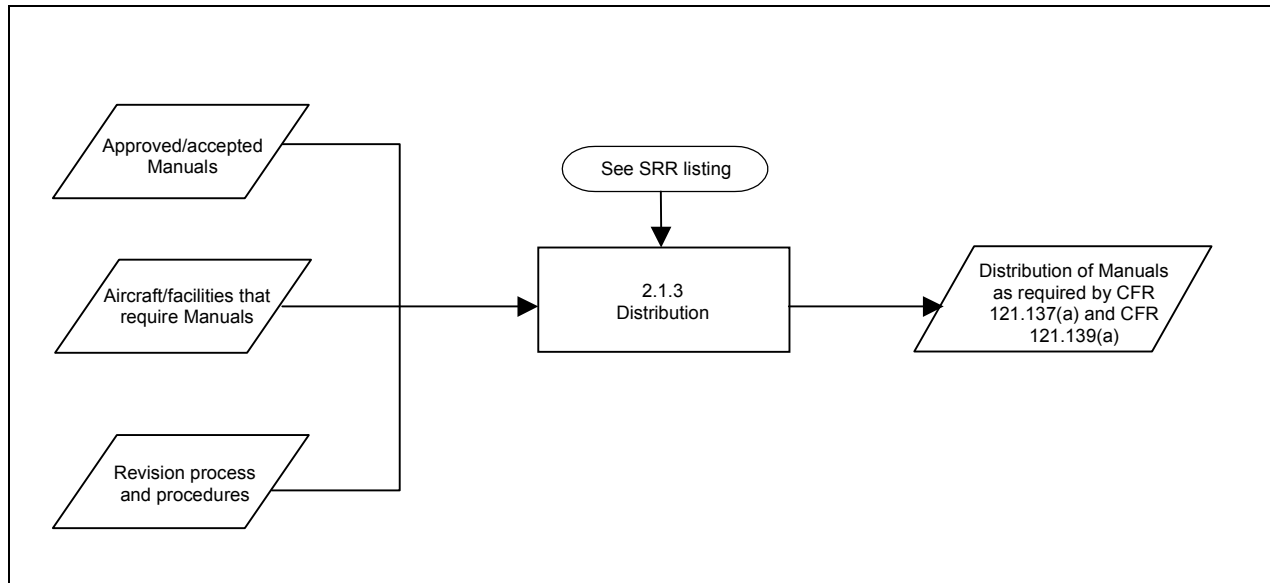 Approved/accepted
Manuals
See SRR listing
Aircraft/facilities that
require Manuals
2.1.3
Distribution
Distribution of Manuals
as required by CFR
121.137(a) and CFR
121.139(a)
Revision process
and procedures